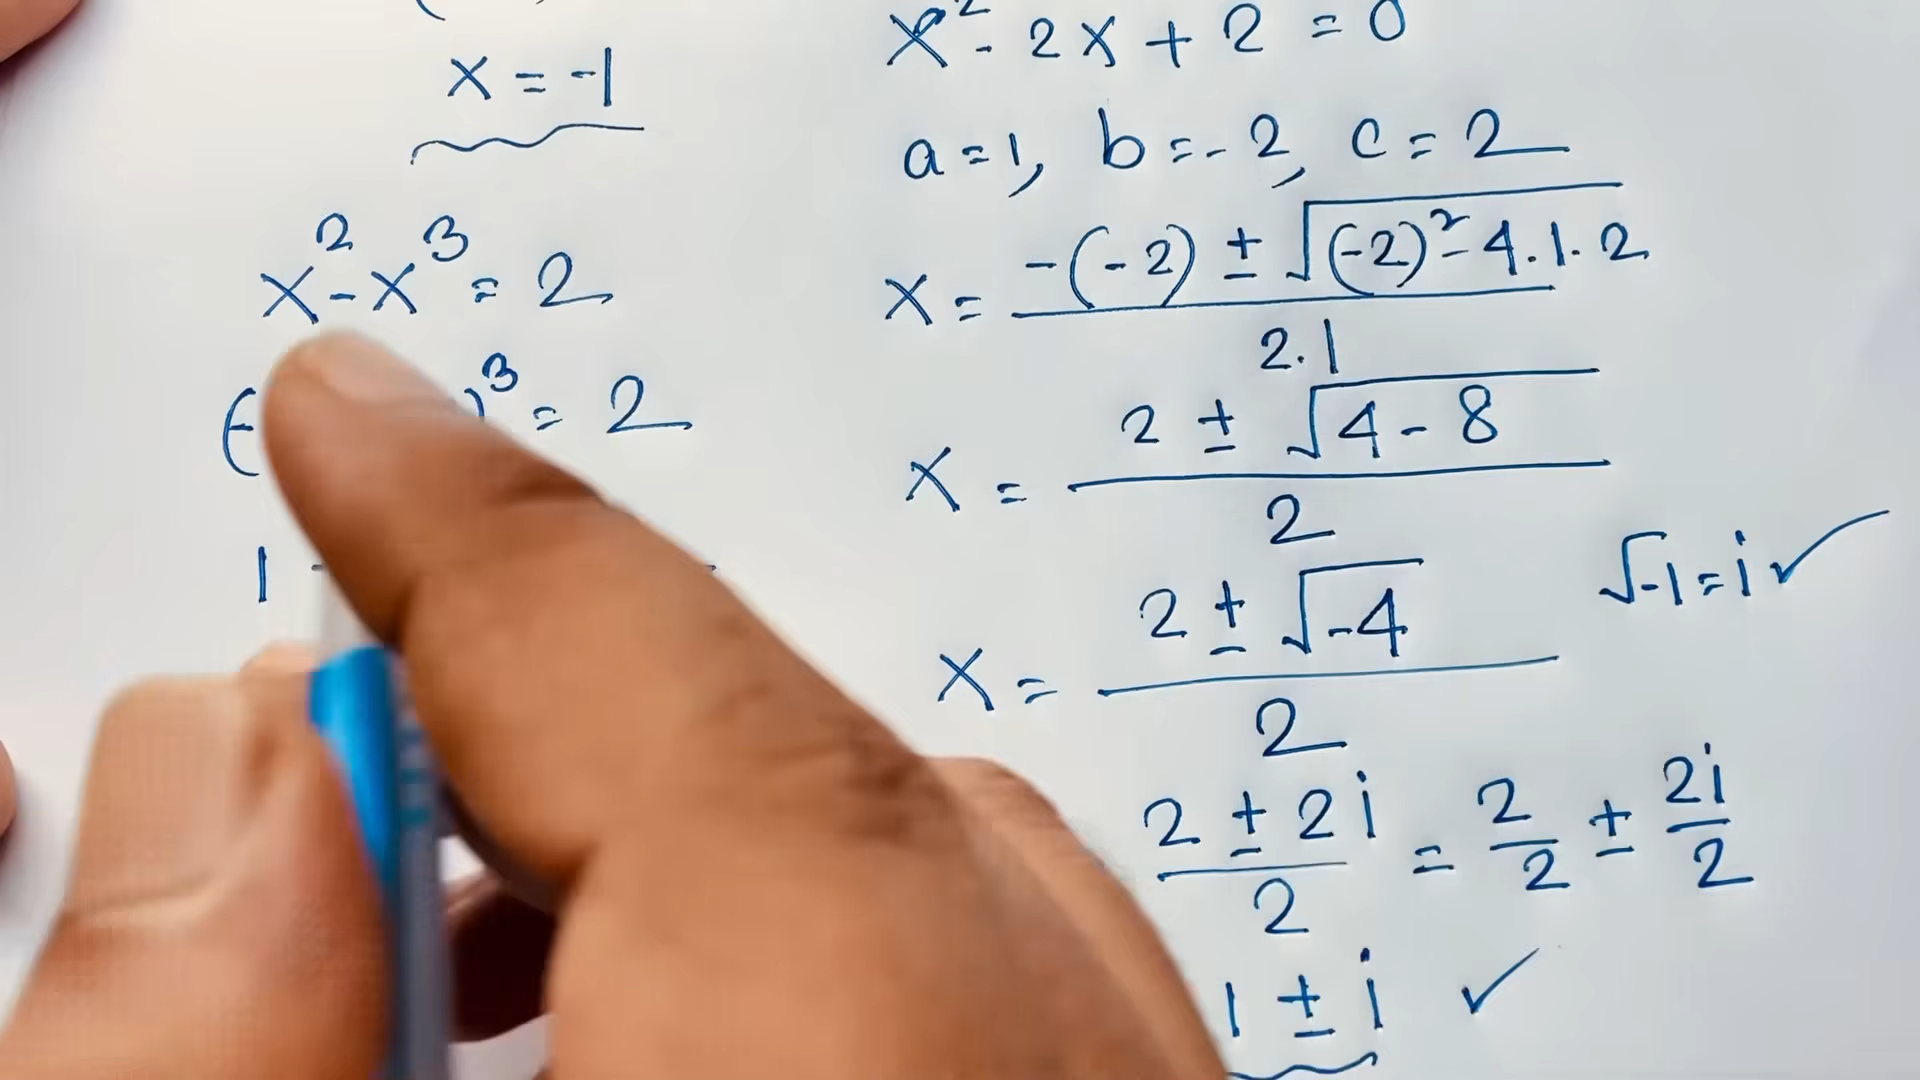 x = -1
x² - x³ = 2
)³ = 2
1 -
x² - 2x + 2 = 0
a = 1, b = -2, c = 2
x = (-(-2) ± √((-2)² - 4.1.2)) / 2.1
x = (2 ± √(4 - 8)) / 2
x = (2 ± √-4) / 2
√-1 = i ✓
(2 ± 2i) / 2 = 2/2 ± 2i/2
1 ± i ✓